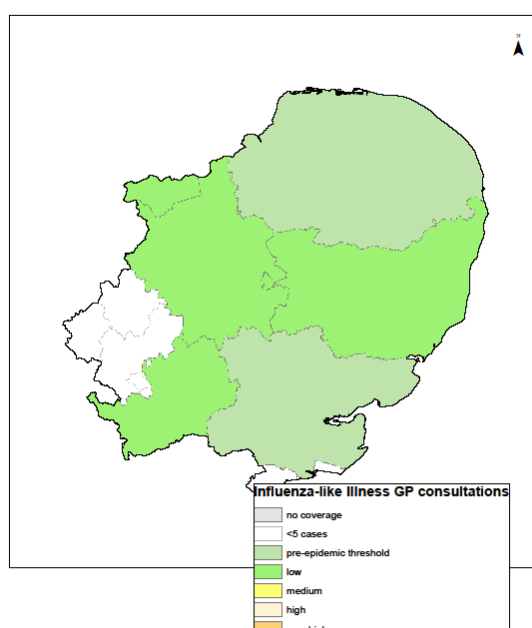 N
Influenza-like Illness GP consultations
no coverage
<5 cases
pre-epidemic threshold
low
medium
high